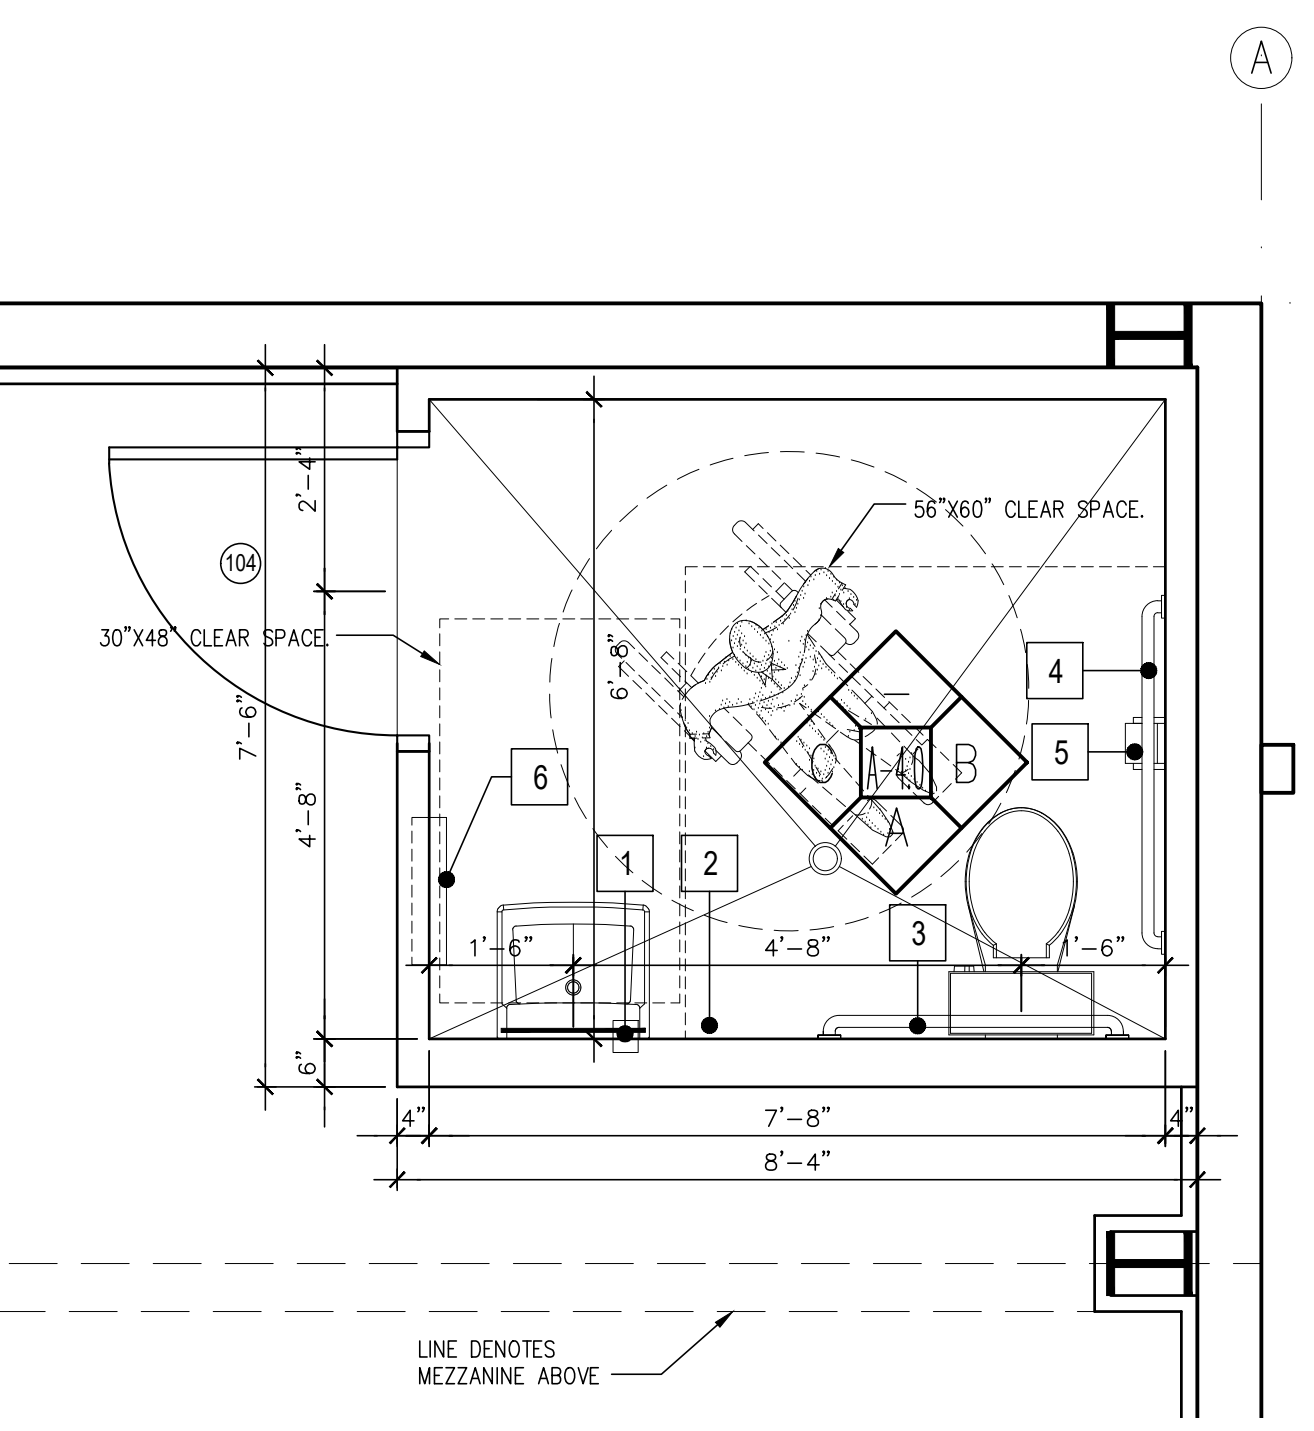 A
56”X60” CLEAR SPACE.
2'-4”
104
30”X48” CLEAR SPACE.
6'-8”
4
7'-6”
5
6
A-4.0
B
4'-8”
A
1
2
3
1'-6”
4'-8”
1'-6”
6”
4”
7'-8”
4”
8'-4”
LINE DENOTES
MEZZANINE ABOVE